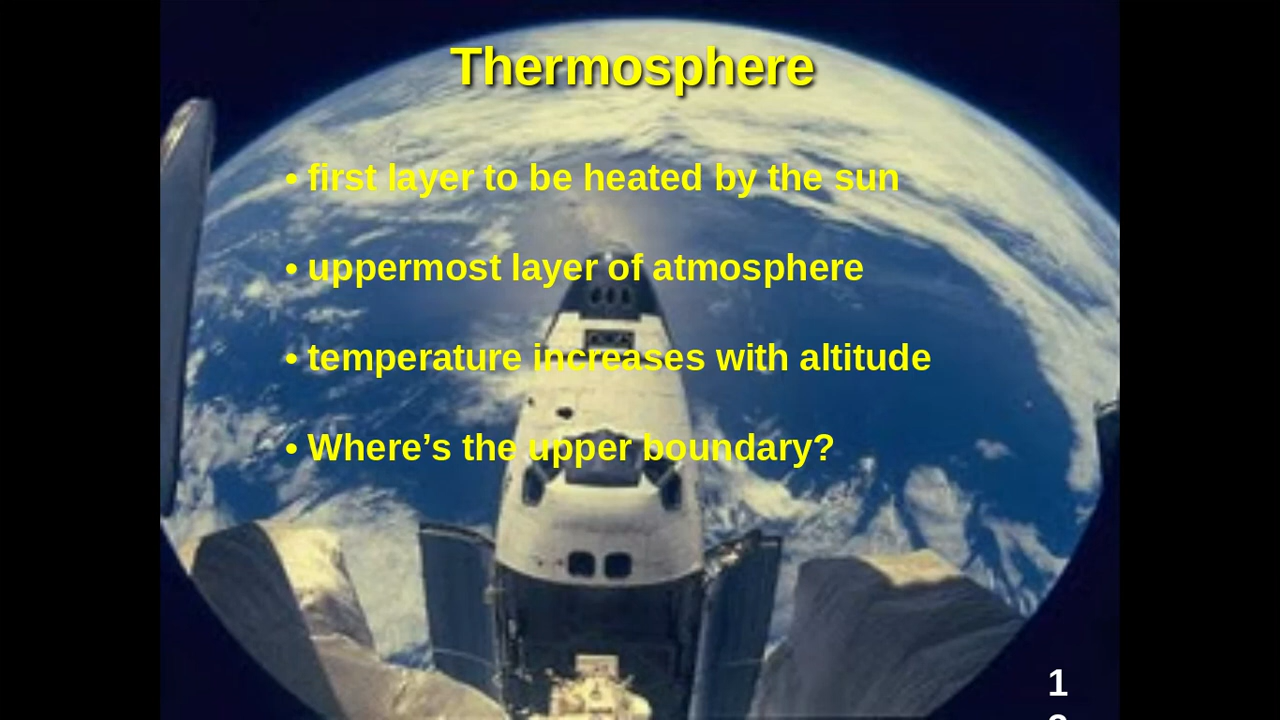 Thermosphere
• first layer to be heated by the sun
• uppermost layer of atmosphere
• temperature increases with altitude
• Where’s the upper boundary?
1